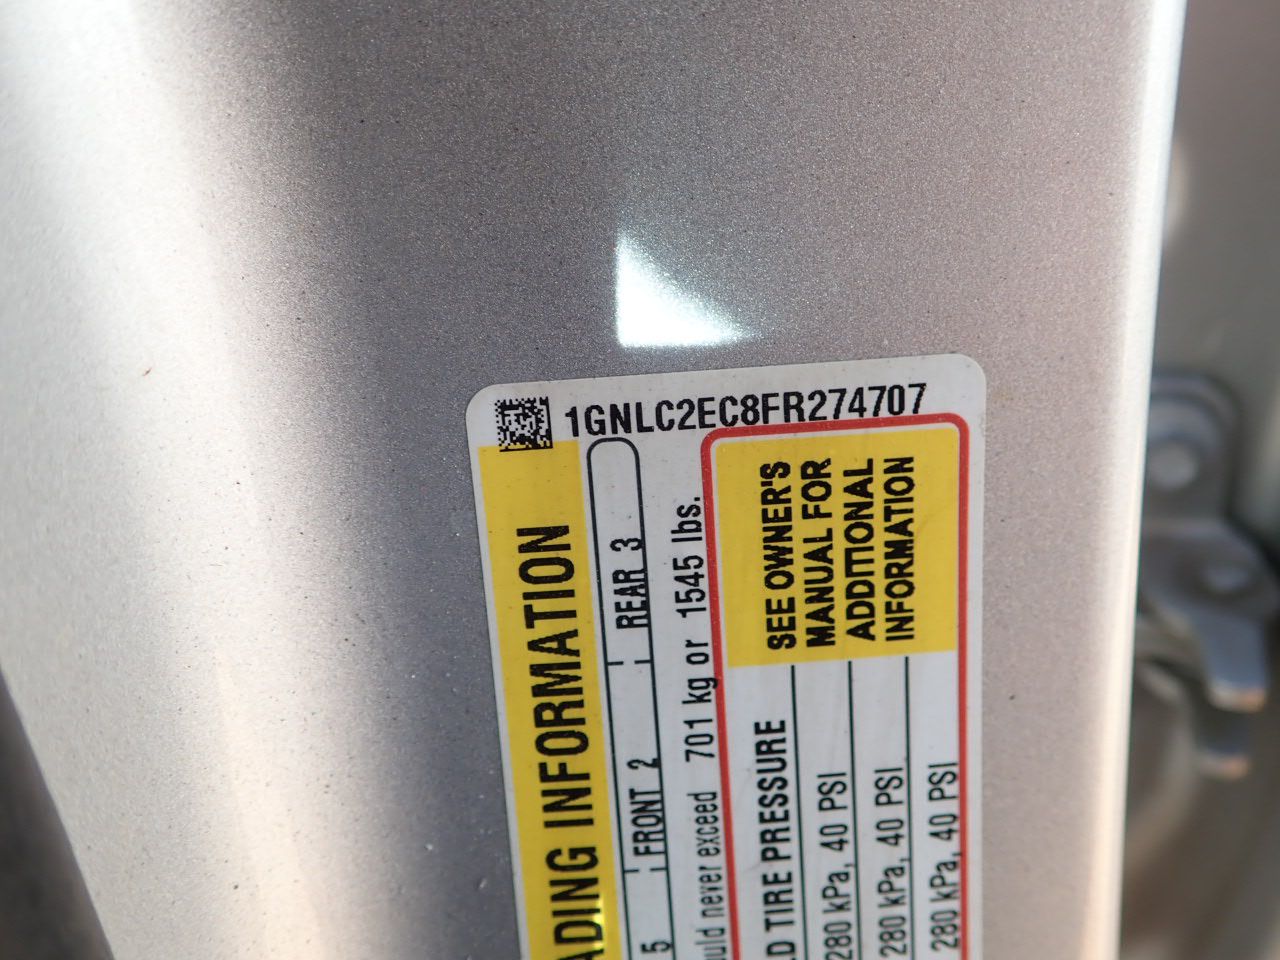 1GNLC2EC8FR274707
ADING INFORMATION
5 FRONT 2 REAR 3
never exceed 701 kg or 1545 lbs.
TIRE PRESSURE
280 kPa, 40 PSI
280 kPa, 40 PSI
280 kPa, 40 PSI
SEE OWNER'S
MANUAL FOR
ADDITIONAL
INFORMATION